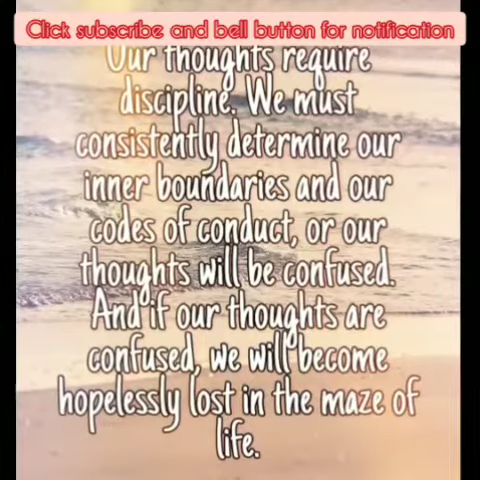 Click subscribe and bell button for notification
Our thoughts require
discipline. We must
consistently determine our
inner boundaries and our
codes of conduct, or our
thoughts will be confused.
And if our thoughts are
confused, we will become
hopelessly lost in the maze of
life.